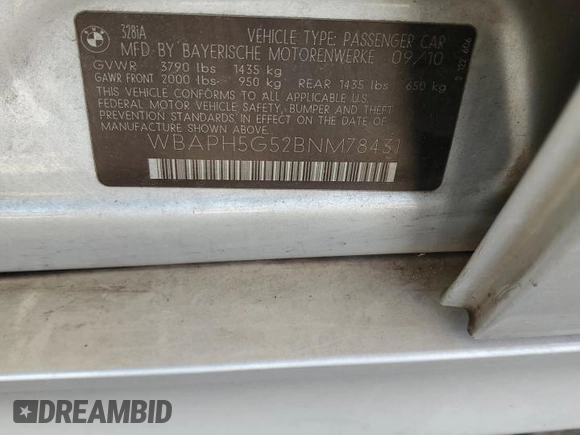 BMW
328iA
VEHICLE TYPE: PASSENGER CAR
MFD. BY BAYERISCHE MOTORENWERKE 09/10
GVWR 3790 lbs 1435 kg
GAWR FRONT 2000 lbs- 950 kg REAR 1435 lbs 650 kg
THIS VEHICLE CONFORMS TO ALL APPLICABLE U.S.
FEDERAL MOTOR VEHICLE SAFETY, BUMPER AND THEFT
PREVENTION STANDARDS IN EFFECT ON THE DATE OF
MANUFACTURE SHOWN ABOVE.
WBAPH5G52BNM78431
DREAMBID